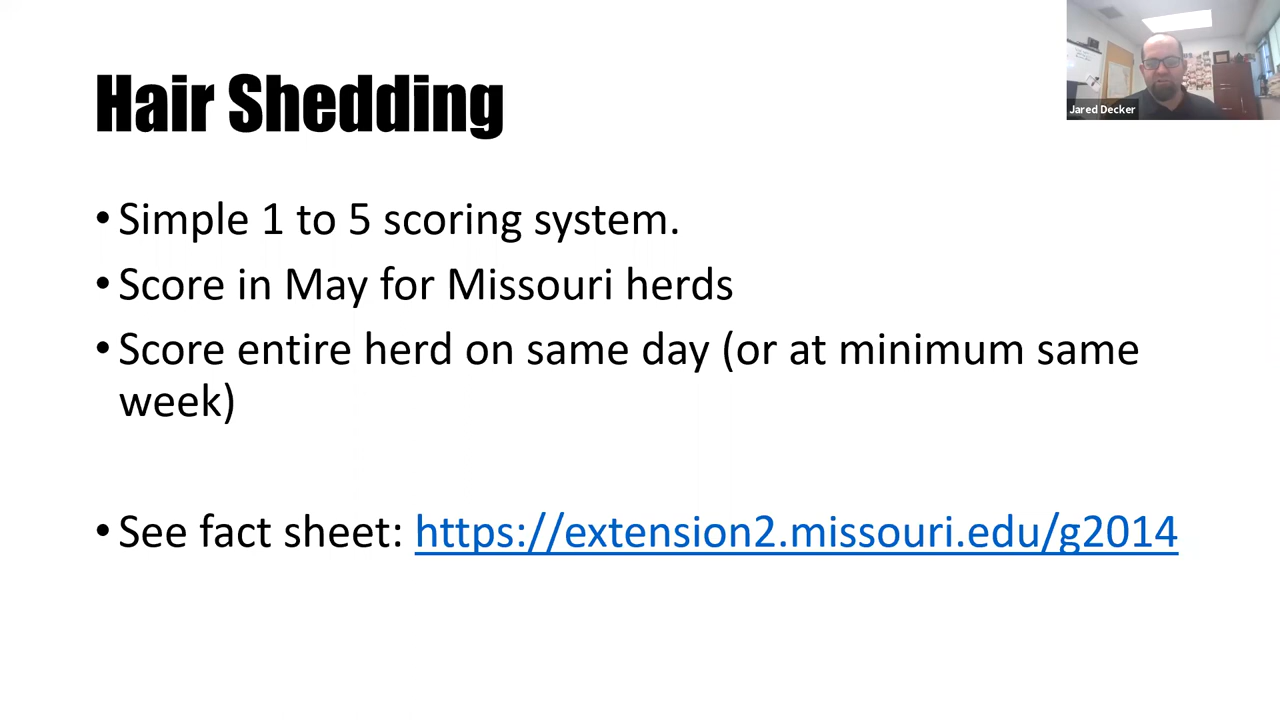 Hair Shedding
• Simple 1 to 5 scoring system.
• Score in May for Missouri herds
• Score entire herd on same day (or at minimum same
week)
• See fact sheet: https://extension2.missouri.edu/g2014
Jared Decker